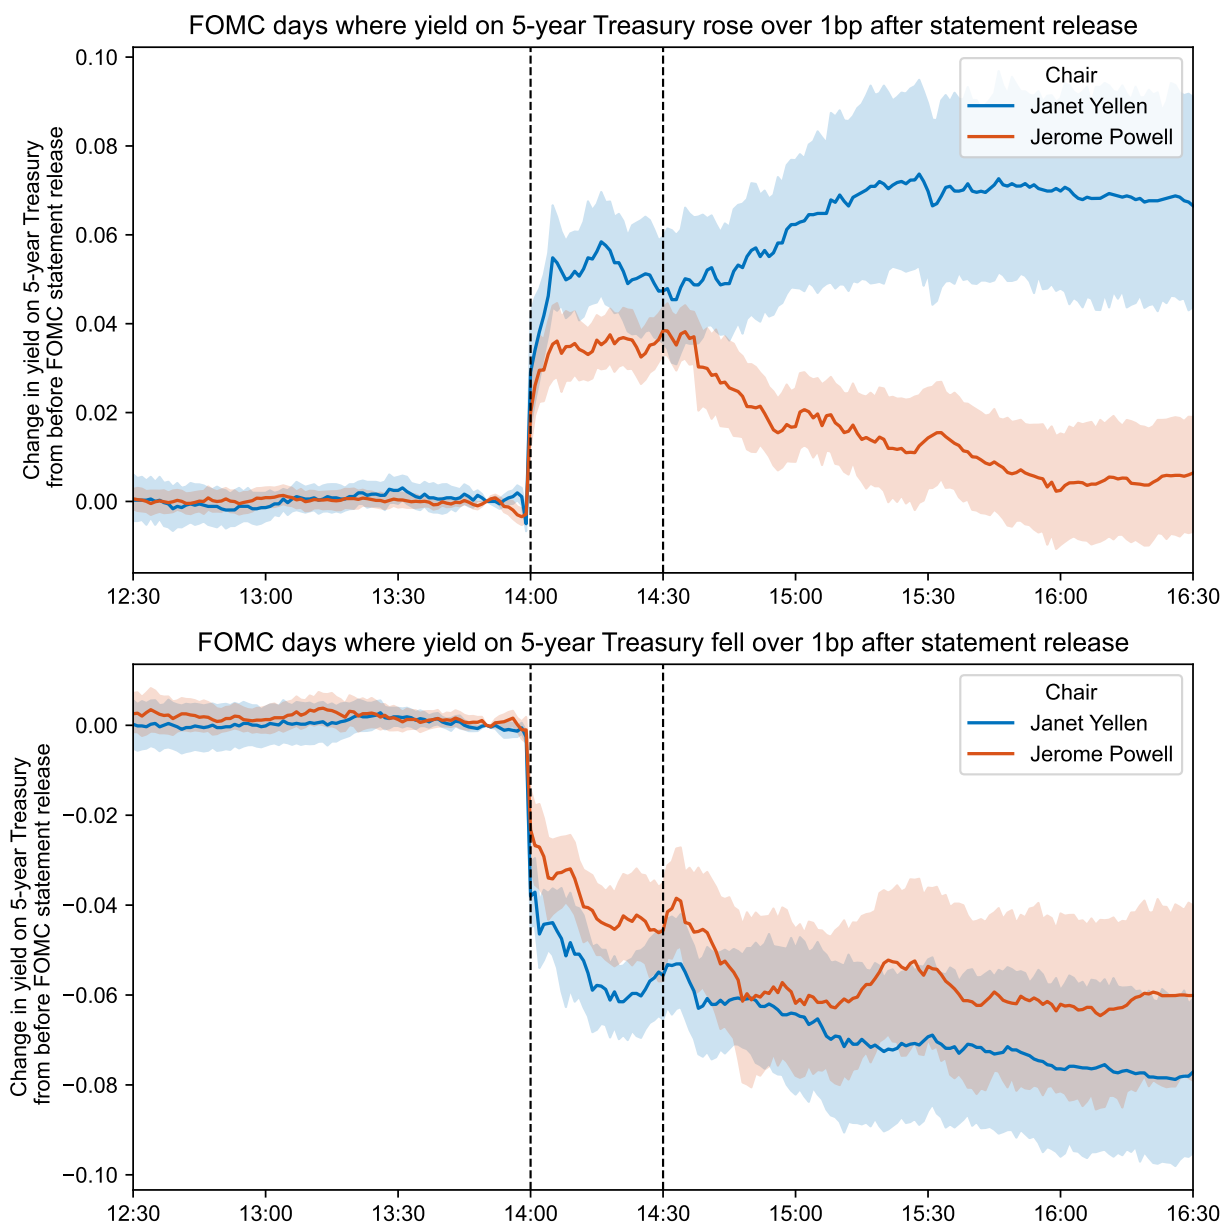 FOMC days where yield on 5-year Treasury rose over 1bp after statement release
Change in yield on 5-year Treasury
from before FOMC statement release
0.10
0.08
0.06
0.04
0.02
0.00
Chair
Janet Yellen
Jerome Powell
12:30 13:00 13:30 14:00 14:30 15:00 15:30 16:00 16:30
FOMC days where yield on 5-year Treasury fell over 1bp after statement release
Change in yield on 5-year Treasury
from before FOMC statement release
0.00
−0.02
−0.04
−0.06
−0.08
−0.10
Chair
Janet Yellen
Jerome Powell
12:30 13:00 13:30 14:00 14:30 15:00 15:30 16:00 16:30